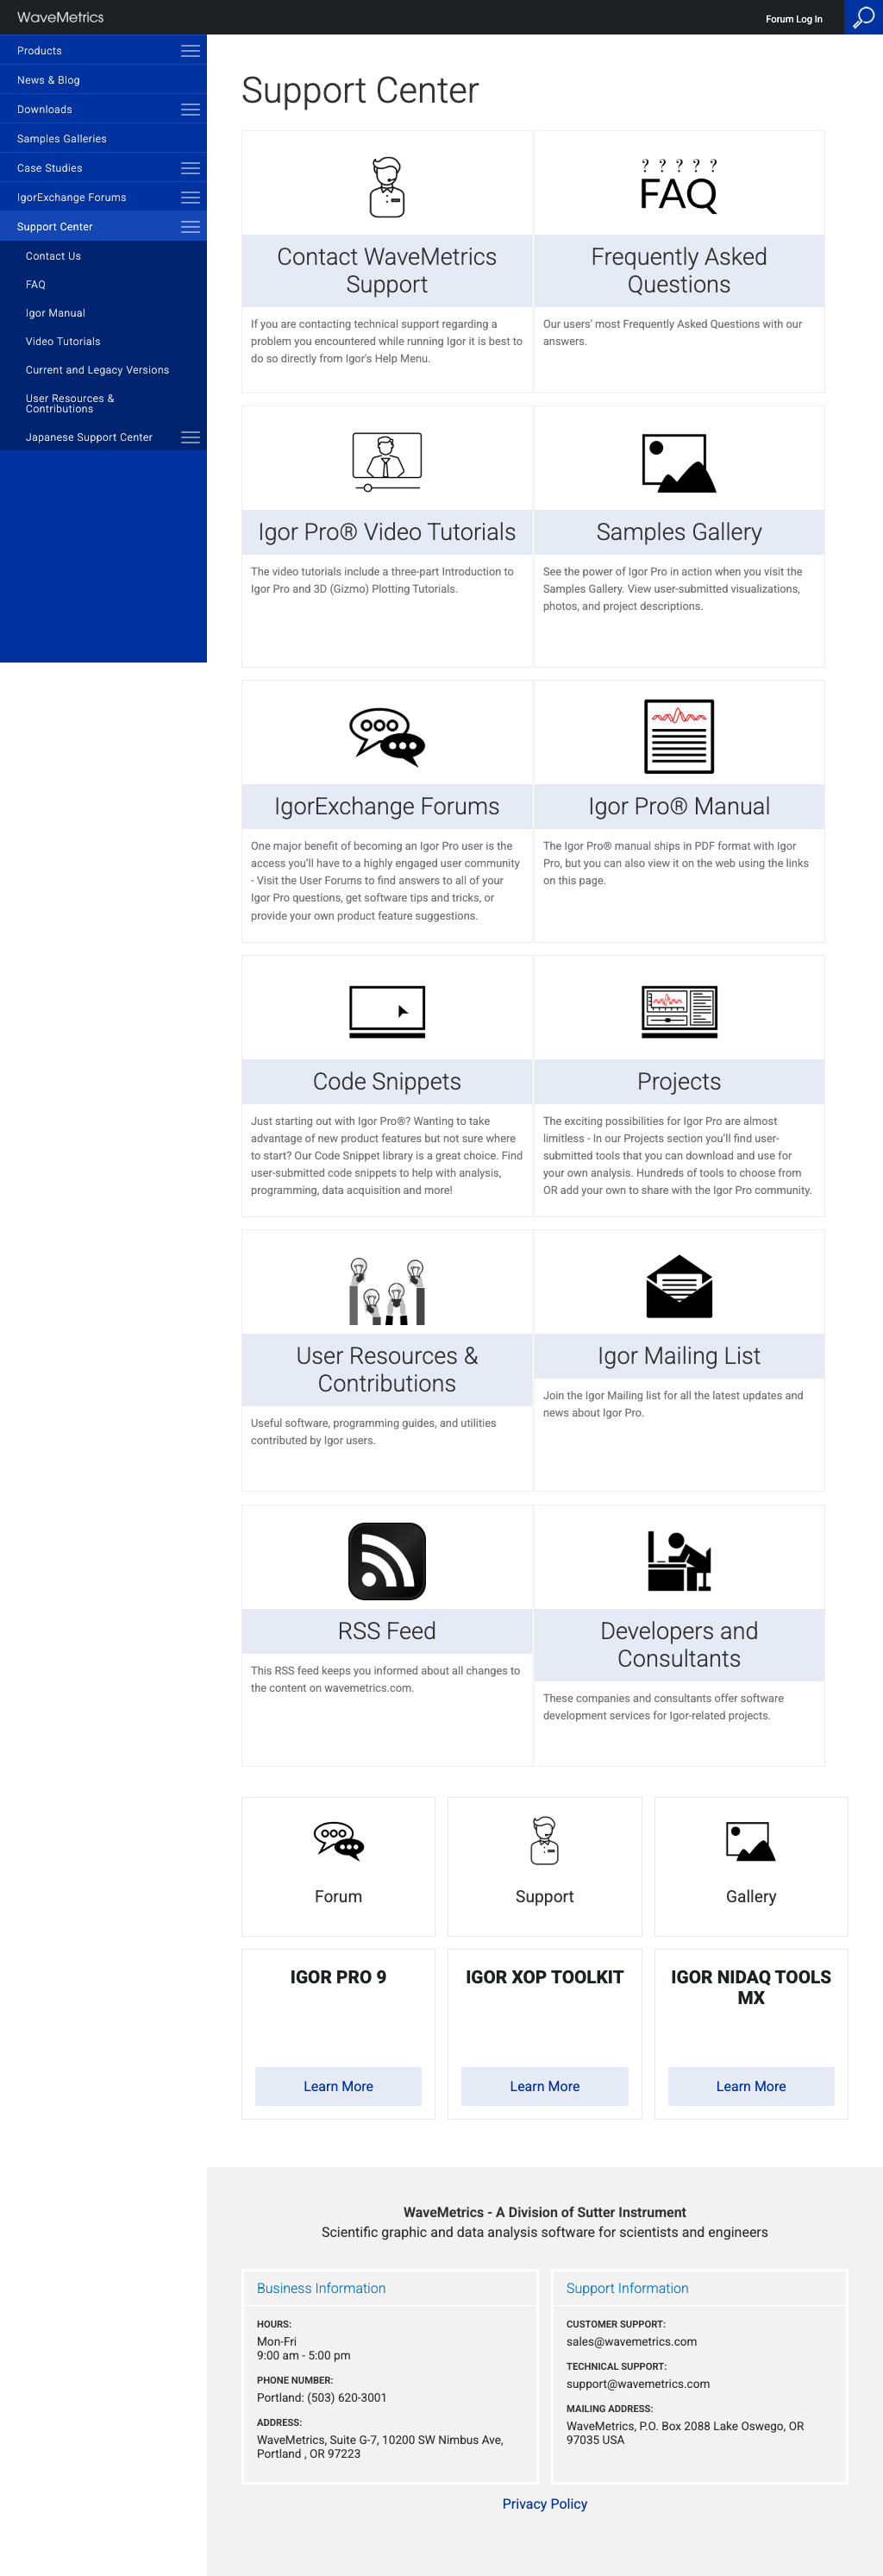 WaveMetrics
Forum Log In
Products
News & Blog
Downloads
Samples Galleries
Case Studies
IgorExchange Forums
Support Center
Contact Us
FAQ
Igor Manual
Video Tutorials
Current and Legacy Versions
User Resources &
Contributions
Japanese Support Center
Support Center
? ? ? ? ?
FAQ
Contact WaveMetrics
Support
If you are contacting technical support regarding a
problem you encountered while running Igor it is best to
do so directly from Igor's Help Menu.
Frequently Asked
Questions
Our users' most Frequently Asked Questions with our
answers.
Igor Pro® Video Tutorials
The video tutorials include a three-part Introduction to
Igor Pro and 3D (Gizmo) Plotting Tutorials.
Samples Gallery
See the power of Igor Pro in action when you visit the
Samples Gallery. View user-submitted visualizations,
photos, and project descriptions.
IgorExchange Forums
One major benefit of becoming an Igor Pro user is the
access you'll have to a highly engaged user community
- Visit the User Forums to find answers to all of your
Igor Pro questions, get software tips and tricks, or
provide your own product feature suggestions.
Igor Pro® Manual
The Igor Pro® manual ships in PDF format with Igor
Pro, but you can also view it on the web using the links
on this page.
Code Snippets
Just starting out with Igor Pro®? Wanting to take
advantage of new product features but not sure where
to start? Our Code Snippet library is a great choice. Find
user-submitted code snippets to help with analysis,
programming, data acquisition and more!
Projects
The exciting possibilities for Igor Pro are almost
limitless - In our Projects section you'll find user-
submitted tools that you can download and use for
your own analysis. Hundreds of tools to choose from
OR add your own to share with the Igor Pro community.
User Resources &
Contributions
Useful software, programming guides, and utilities
contributed by Igor users.
Igor Mailing List
Join the Igor Mailing list for all the latest updates and
news about Igor Pro.
RSS Feed
This RSS feed keeps you informed about all changes to
the content on wavemetrics.com.
Developers and
Consultants
These companies and consultants offer software
development services for Igor-related projects.
Forum
Support
Gallery
IGOR PRO 9
Learn More
IGOR XOP TOOLKIT
Learn More
IGOR NIDAQ TOOLS
MX
Learn More
WaveMetrics - A Division of Sutter Instrument
Scientific graphic and data analysis software for scientists and engineers
Business Information
HOURS:
Mon-Fri
9:00 am - 5:00 pm
PHONE NUMBER:
Portland: (503) 620-3001
ADDRESS:
WaveMetrics, Suite G-7, 10200 SW Nimbus Ave,
Portland , OR 97223
Support Information
CUSTOMER SUPPORT:
sales@wavemetrics.com
TECHNICAL SUPPORT:
support@wavemetrics.com
MAILING ADDRESS:
WaveMetrics, P.O. Box 2088 Lake Oswego, OR
97035 USA
Privacy Policy